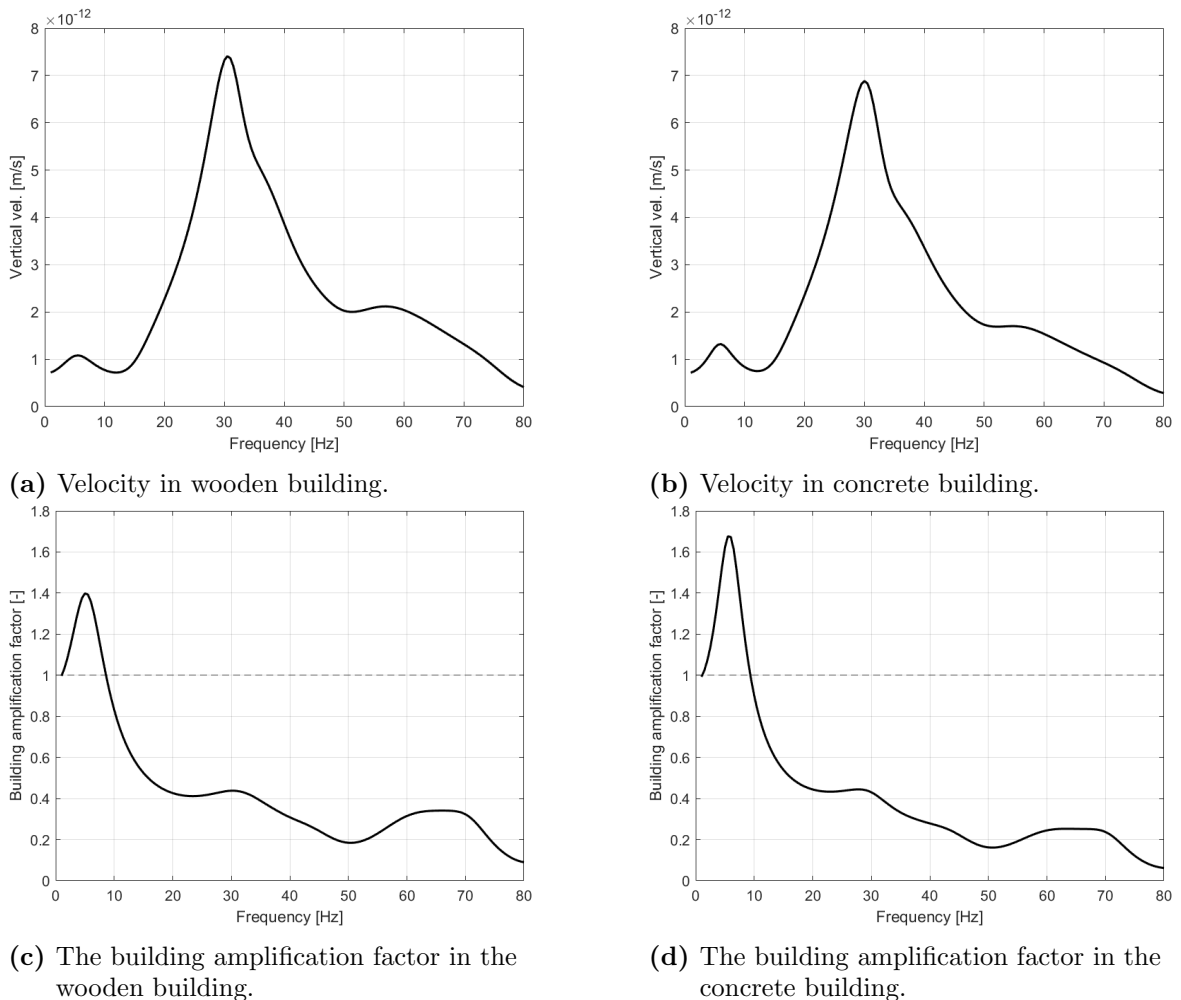 ×10⁻¹²
8
7
6
5
4
3
2
1
0
Vertical vel. [m/s]
0 10 20 30 40 50 60 70 80
Frequency [Hz]
(a) Velocity in wooden building.
×10⁻¹²
8
7
6
5
4
3
2
1
0
Vertical vel. [m/s]
0 10 20 30 40 50 60 70 80
Frequency [Hz]
(b) Velocity in concrete building.
1.8
1.6
1.4
1.2
1
0.8
0.6
0.4
0.2
0
Building amplification factor [-]
0 10 20 30 40 50 60 70 80
Frequency [Hz]
(c) The building amplification factor in the
wooden building.
1.8
1.6
1.4
1.2
1
0.8
0.6
0.4
0.2
0
Building amplification factor [-]
0 10 20 30 40 50 60 70 80
Frequency [Hz]
(d) The building amplification factor in the
concrete building.